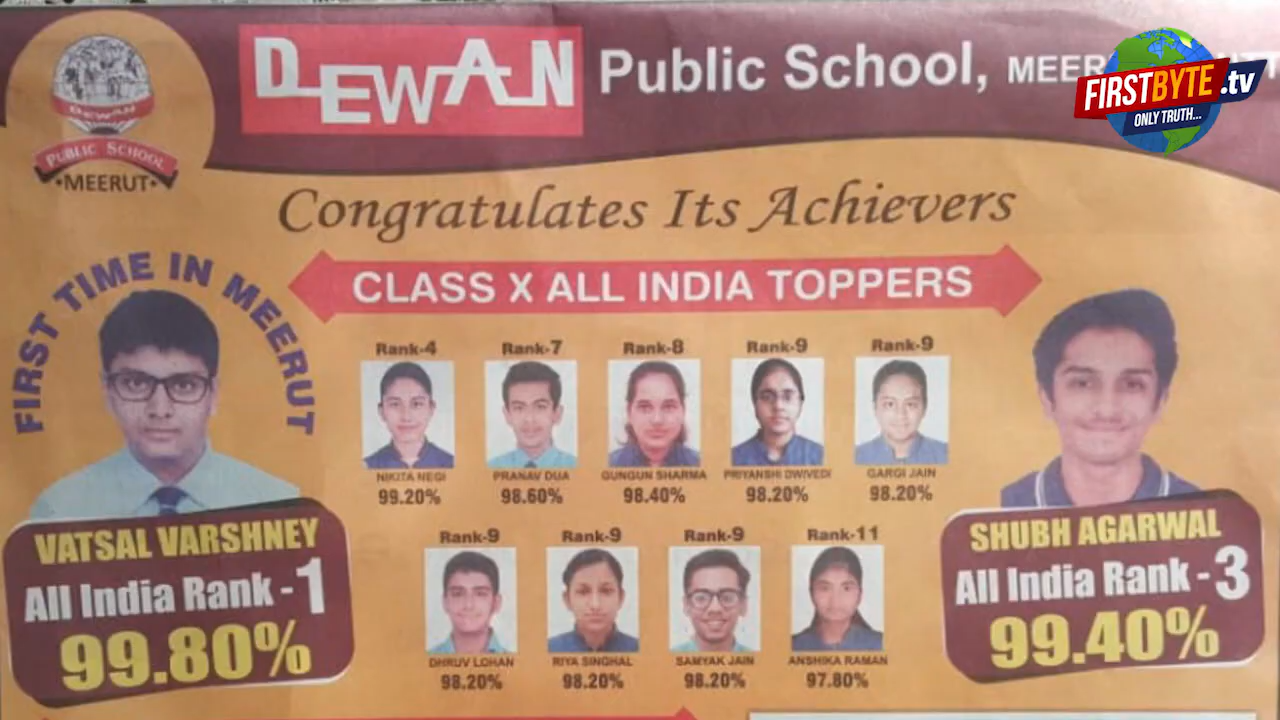 DEWAN Public School,
FIRSTBYTE.tv
ONLY TRUTH...
DEWAN
PUBLIC SCHOOL
•MEERUT•
Congratulates Its Achievers
CLASS X ALL INDIA TOPPERS
FIRST TIME IN MEERUT
Rank-4 Rank-7 Rank-8 Rank-9 Rank-9
NIKITA NEGI PRANAV DUA GUNGUN SHARMA PRIYANSHI DWIVEDI GARGI JAIN
99.20% 98.60% 98.40% 98.20% 98.20%
Rank-9 Rank-9 Rank-9 Rank-11
DHRUV LOHAN RIYA SINGHAL SAMYAK JAIN ANSHIKA RAMAN
98.20% 98.20% 98.20% 97.80%
VATSAL VARSHNEY
All India Rank - 1
99.80%
SHUBH AGARWAL
All India Rank - 3
99.40%